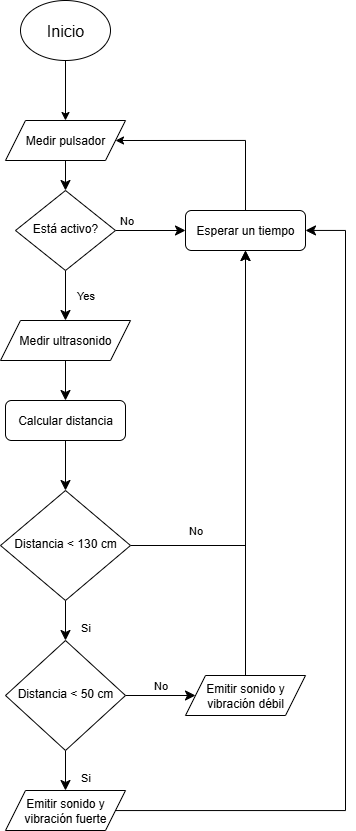 Inicio
Medir pulsador
Está activo?
No
Esperar un tiempo
Yes
Medir ultrasonido
Calcular distancia
No
Distancia < 130 cm
Si
Distancia < 50 cm
No
Emitir sonido y
vibración débil
Si
Emitir sonido y
vibración fuerte